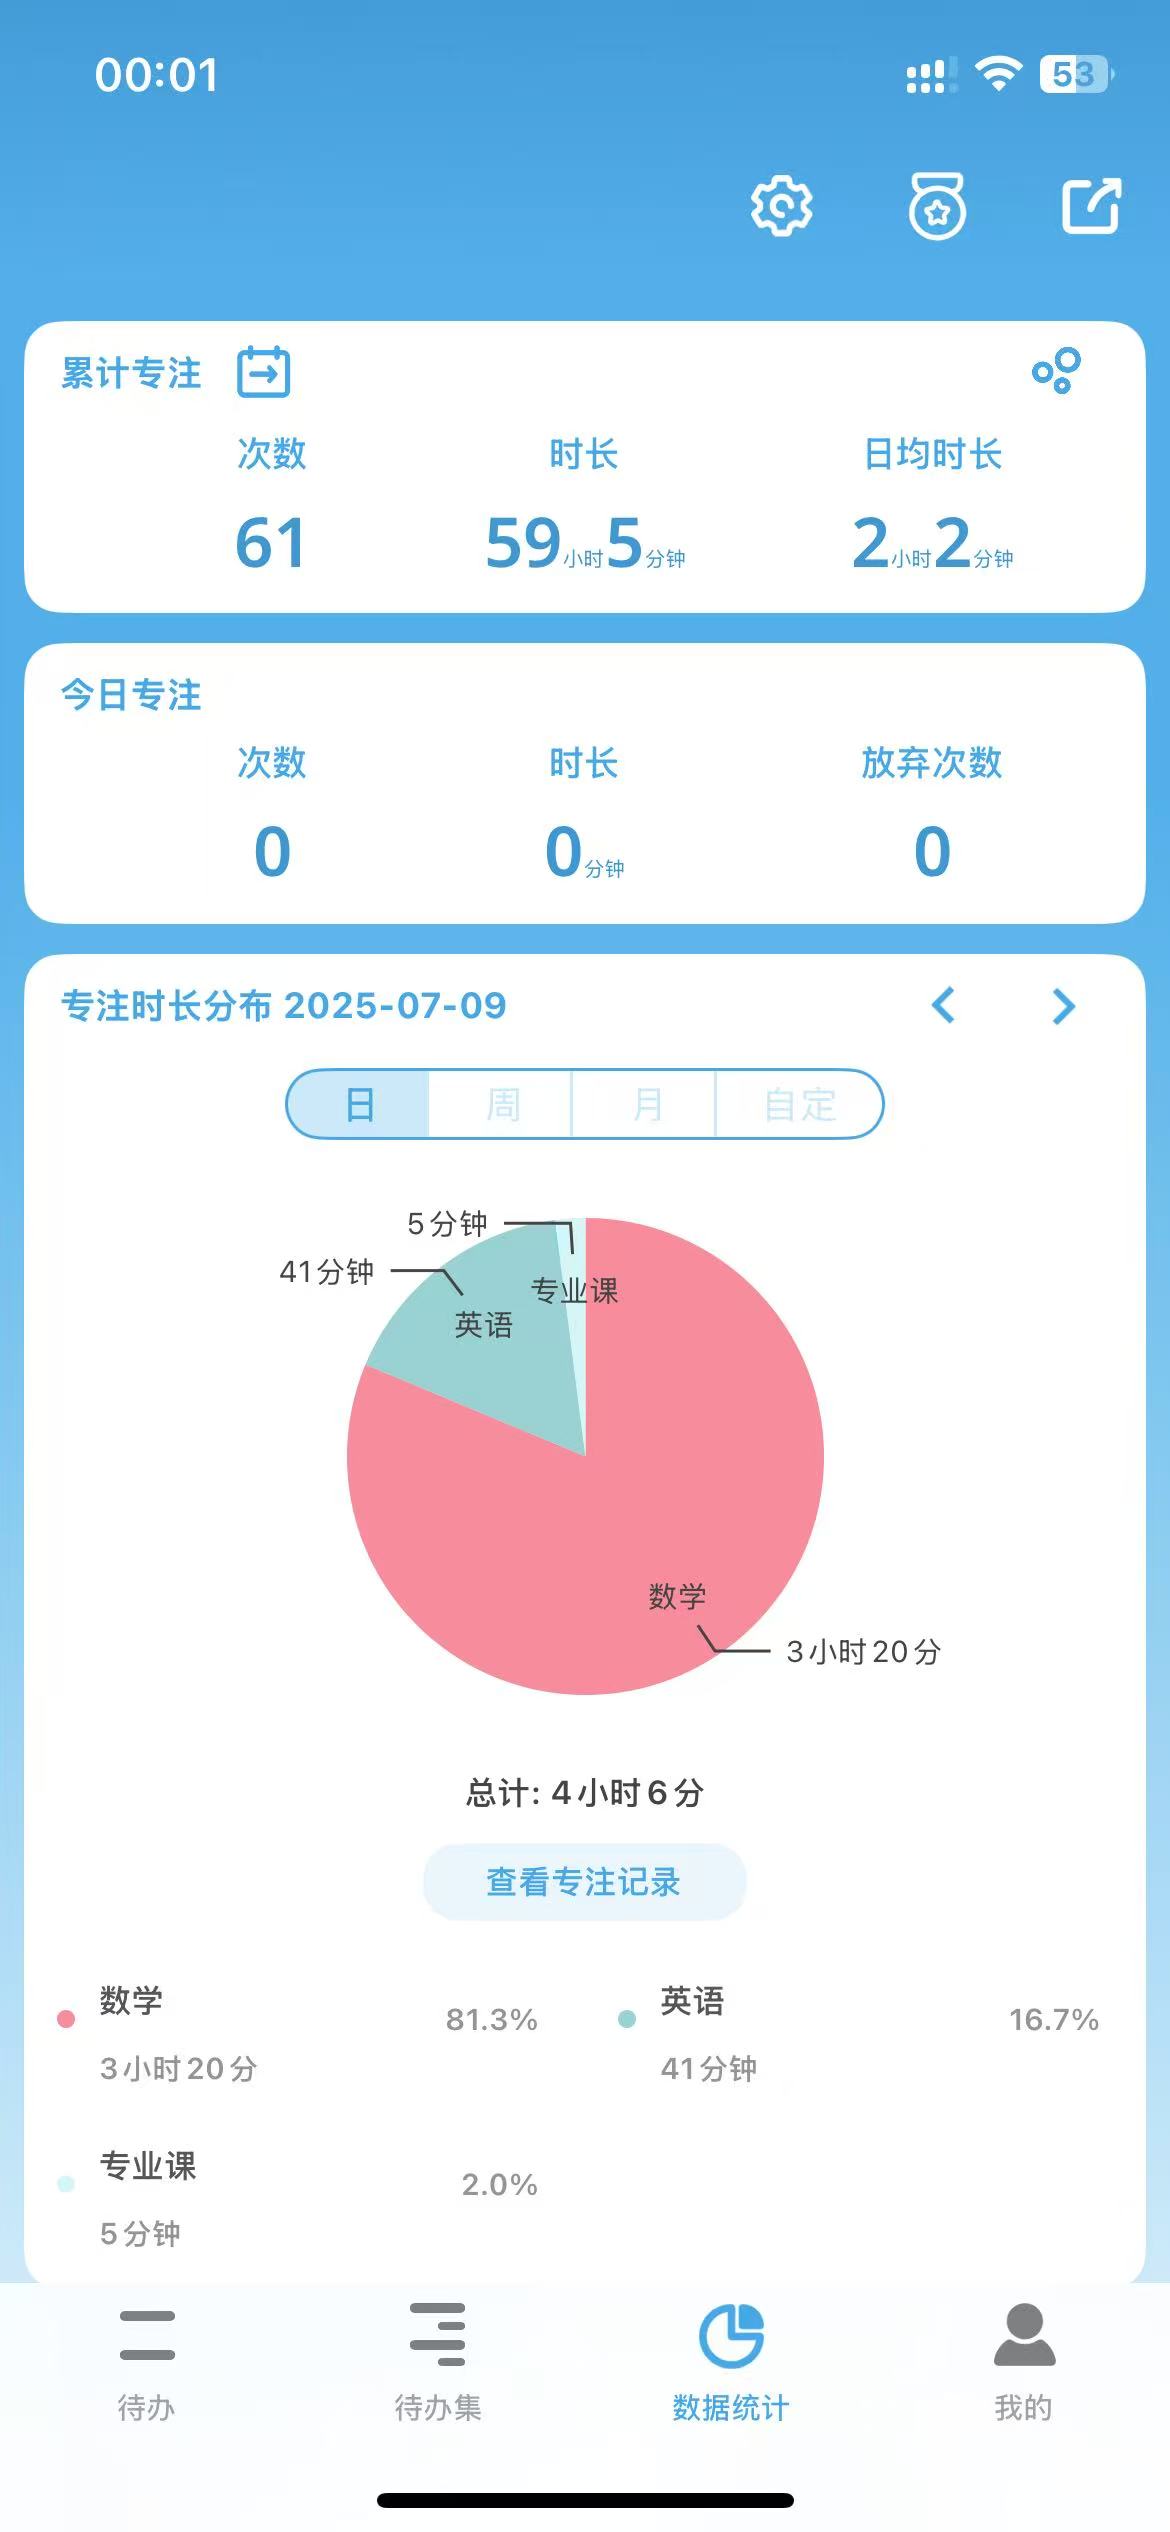 00:01
53
累计专注
次数 时长 日均时长
61 59小时5分钟 2小时2分钟
今日专注
次数 时长 放弃次数
0 0分钟 0
专注时长分布 2025-07-09
日 周 月 自定
5分钟
41分钟
专业课
英语
数学
3小时20分
总计: 4小时6分
查看专注记录
数学 81.3%
3小时20分
英语 16.7%
41分钟
专业课 2.0%
5分钟
待办 待办集 数据统计 我的